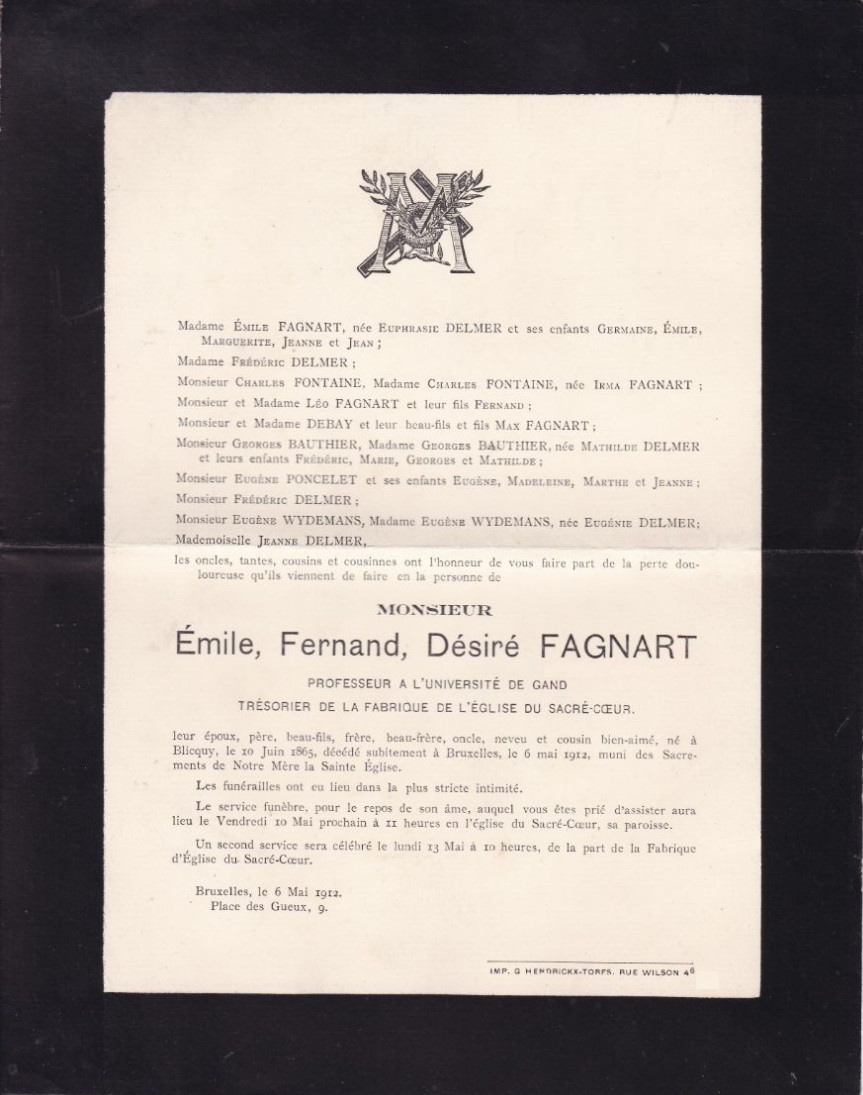 M
Madame ÉMILE FAGNART, née EUPHRASIE DELMER et ses enfants GERMAINE, ÉMILE,
MARGUERITE, JEANNE et JEAN ;
Madame FRÉDÉRIC DELMER ;
Monsieur CHARLES FONTAINE, Madame CHARLES FONTAINE, née IRMA FAGNART ;
Monsieur et Madame LÉO FAGNART et leur fils FERNAND ;
Monsieur et Madame DEBAY et leur beau-fils et fils MAX FAGNART ;
Monsieur GEORGES BAUTHIER, Madame GEORGES BAUTHIER, née MATHILDE DELMER
et leurs enfants FRÉDÉRIC, MARIE, GEORGES et MATHILDE ;
Monsieur EUGÈNE PONCELET et ses enfants EUGÈNE, MADELEINE, MARTHE et JEANNE ;
Monsieur FRÉDÉRIC DELMER ;
Monsieur EUGÈNE WYDEMANS, Madame EUGÈNE WYDEMANS, née EUGÉNIE DELMER;
Mademoiselle JEANNE DELMER,
les oncles, tantes, cousins et cousinnes ont l'honneur de vous faire part de la perte dou-
loureuse qu'ils viennent de faire en la personne de
MONSIEUR
Émile, Fernand, Désiré FAGNART
PROFESSEUR A L'UNIVERSITÉ DE GAND
TRÉSORIER DE LA FABRIQUE DE L'ÉGLISE DU SACRÉ-CŒUR.
leur époux, père, beau-fils, frère, beau-frère, oncle, neveu et cousin bien-aimé, né à
Blicquy, le 10 Juin 1865, décédé subitement à Bruxelles, le 6 mai 1912, muni des Sacre-
ments de Notre Mère la Sainte Église.
Les funérailles ont eu lieu dans la plus stricte intimité.
Le service funèbre, pour le repos de son âme, auquel vous êtes prié d'assister aura
lieu le Vendredi 10 Mai prochain à 11 heures en l'église du Sacré-Cœur, sa paroisse.
Un second service sera célébré le lundi 13 Mai à 10 heures, de la part de la Fabrique
d'Église du Sacré-Cœur.
Bruxelles, le 6 Mai 1912.
Place des Gueux, 9.
IMP. G HENDRICKX-TORFS. RUE WILSON 46